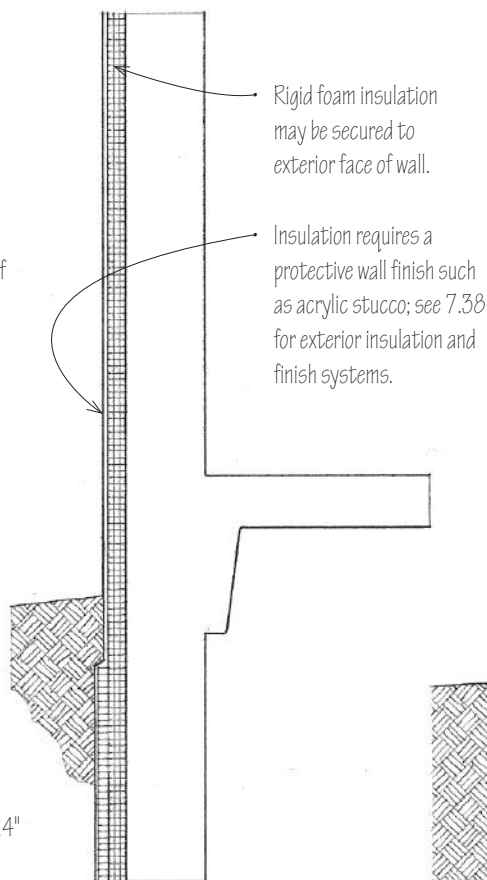 Rigid foam insulation
may be secured to
exterior face of wall.
Insulation requires a
protective wall finish such
as acrylic stucco; see 7.38
for exterior insulation and
finish systems.
f
4"